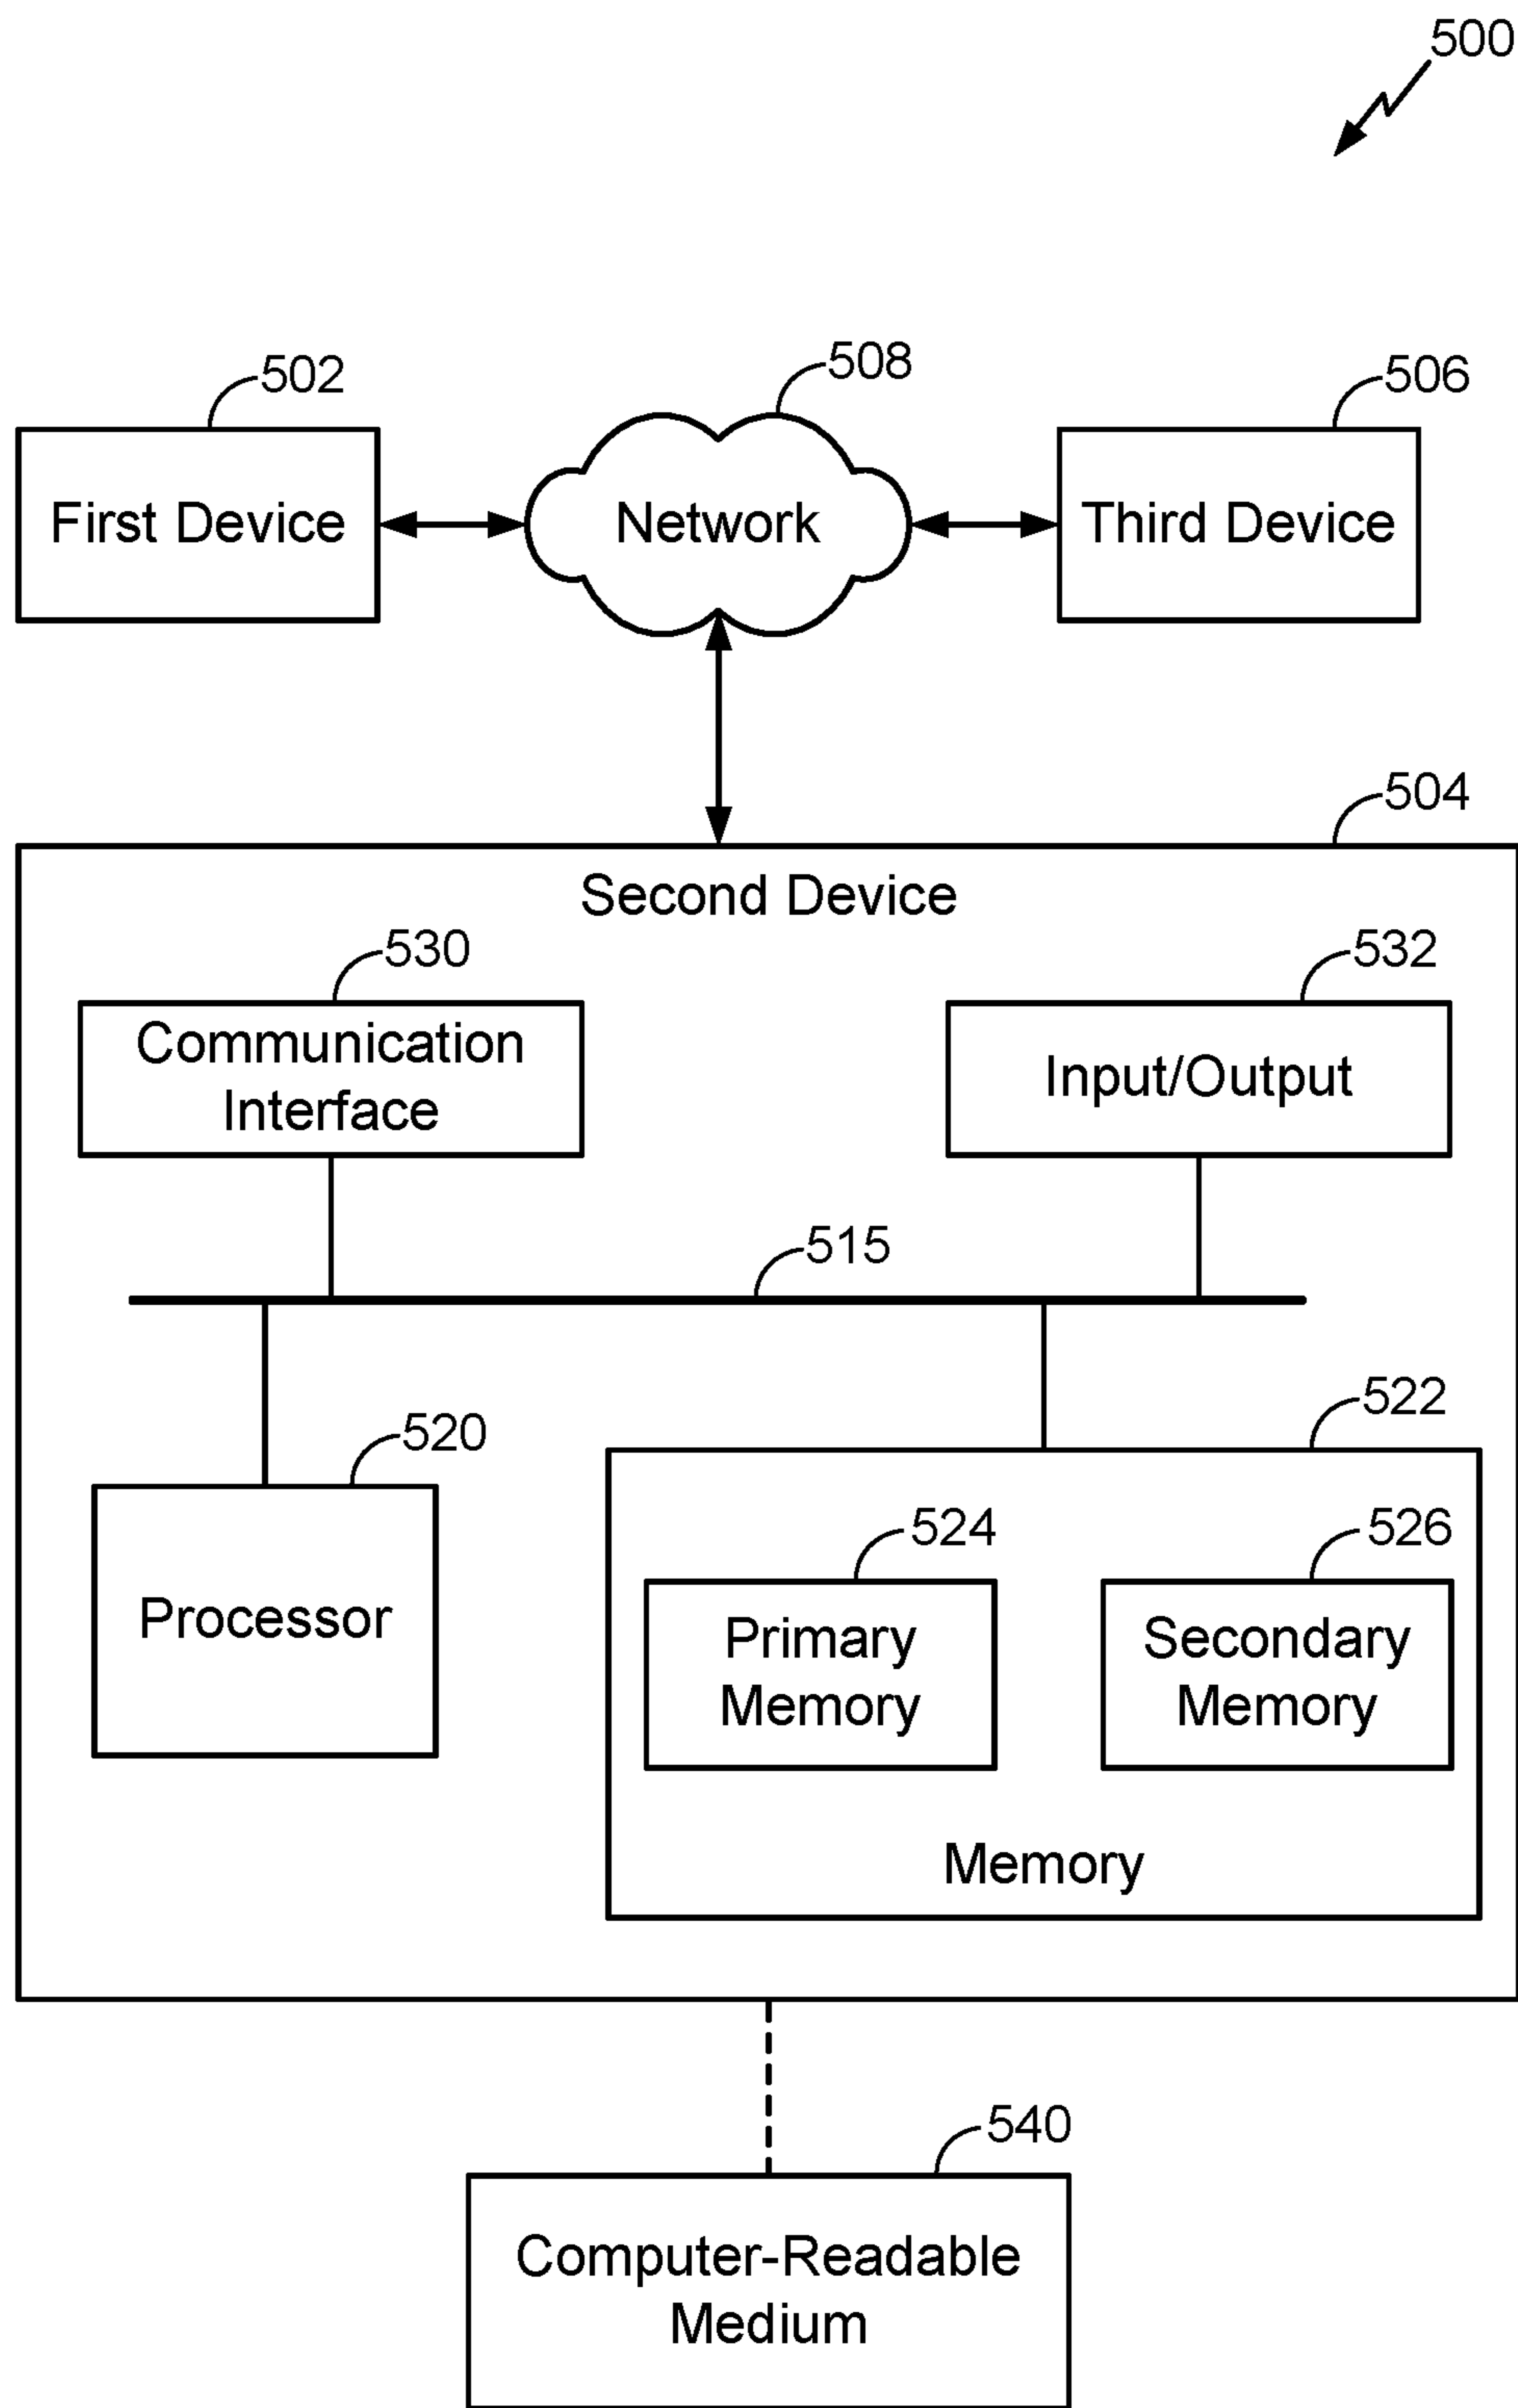 500
502
508
506
First Device
Network
Third Device
504
Second Device
530
532
Communication
Interface
Input/Output
515
522
520
524
526
Processor
Primary
Memory
Secondary
Memory
Memory
540
Computer-Readable
Medium